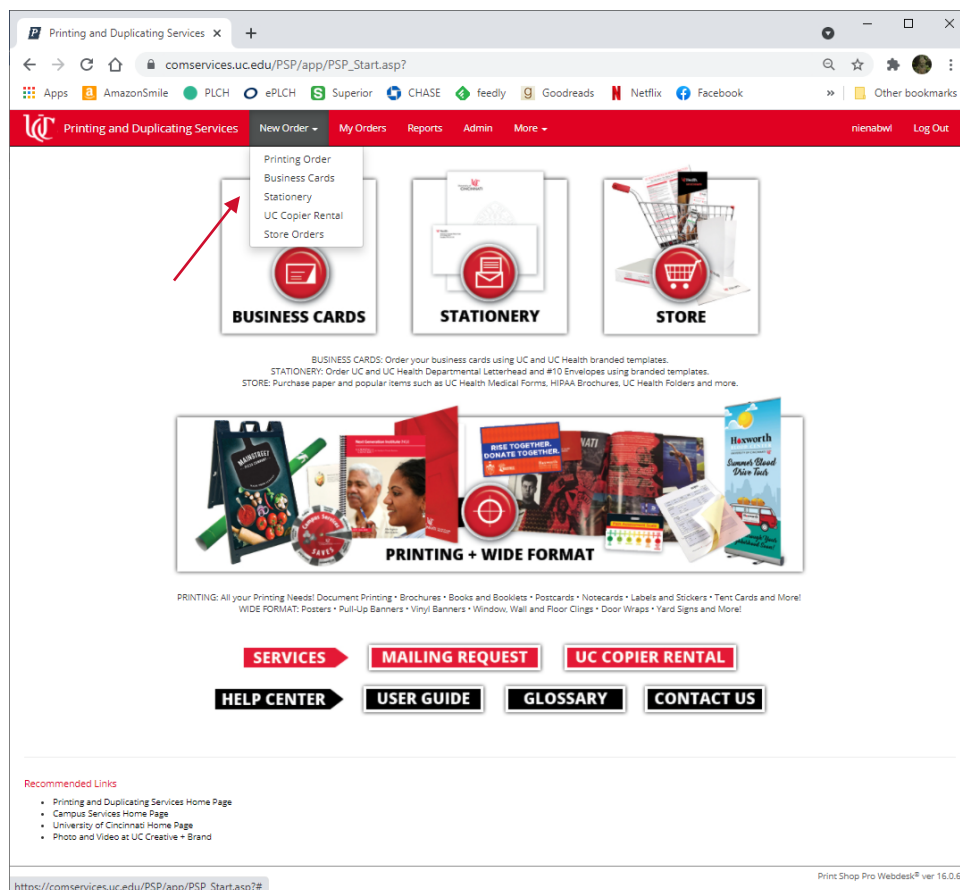 Printing and Duplicating Services
comservices.uc.edu/PSP/app/PSP_Start.asp?
Apps AmazonSmile PLCH ePLCH Superior CHASE feedly Goodreads Netflix Facebook » Other bookmarks
UC Printing and Duplicating Services New Order My Orders Reports Admin More nienabwl Log Out
Printing Order
Business Cards
Stationery
UC Copier Rental
Store Orders
CINCINNATI
BUSINESS CARDS
STATIONERY
STORE
BUSINESS CARDS: Order your business cards using UC and UC Health branded templates.
STATIONERY: Order UC and UC Health Departmental Letterhead and #10 Envelopes using branded templates.
STORE: Purchase paper and popular items such as UC Health Medical Forms, HIPAA Brochures, UC Health Folders and more.
MAINSTREET
Campus Services
SAVES
RISE TOGETHER.
DONATE TOGETHER.
Hoxworth
Summer Blood
Drive Tour
PRINTING + WIDE FORMAT
PRINTING: All your Printing Needs! Document Printing • Brochures • Books and Booklets • Postcards • Notecards • Labels and Stickers • Tent Cards and More!
WIDE FORMAT: Posters • Pull-Up Banners • Vinyl Banners • Window, Wall and Floor Clings • Door Wraps • Yard Signs and More!
SERVICES MAILING REQUEST UC COPIER RENTAL
HELP CENTER USER GUIDE GLOSSARY CONTACT US
Recommended Links
• Printing and Duplicating Services Home Page
• Campus Services Home Page
• University of Cincinnati Home Page
• Photo and Video at UC Creative + Brand
Print Shop Pro Webdesk® ver 16.0.6
https://comservices.uc.edu/PSP/app/PSP_Start.asp?#